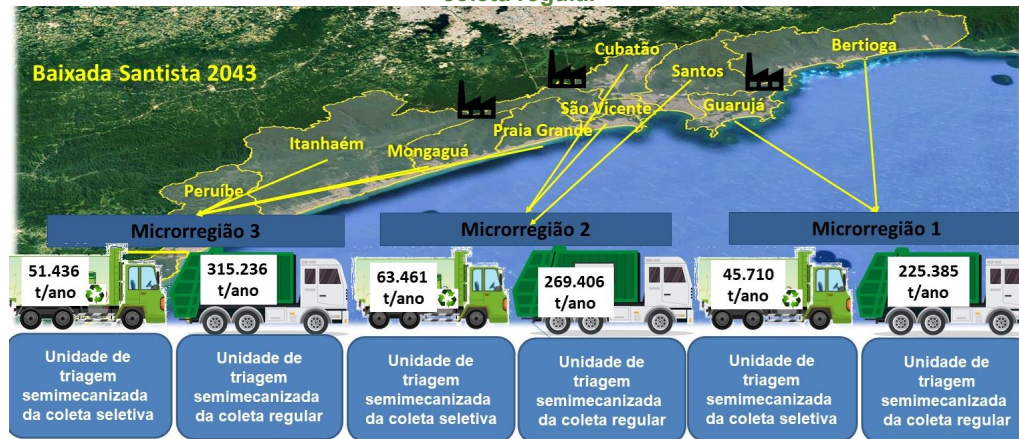 coleta regular
Baixada Santista 2043
Cubatão
Bertioga
Santos
São Vicente
Guarujá
Praia Grande
Itanhaém
Mongaguá
Peruíbe
Microrregião 3
Microrregião 2
Microrregião 1
51.436
t/ano
315.236
t/ano
63.461
t/ano
269.406
t/ano
45.710
t/ano
225.385
t/ano
Unidade de
triagem
semimecanizada
da coleta seletiva
Unidade de
triagem
semimecanizada
da coleta regular
Unidade de
triagem
semimecanizada
da coleta seletiva
Unidade de
triagem
semimecanizada
da coleta regular
Unidade de
triagem
semimecanizada
da coleta seletiva
Unidade de
triagem
semimecanizada
da coleta regular